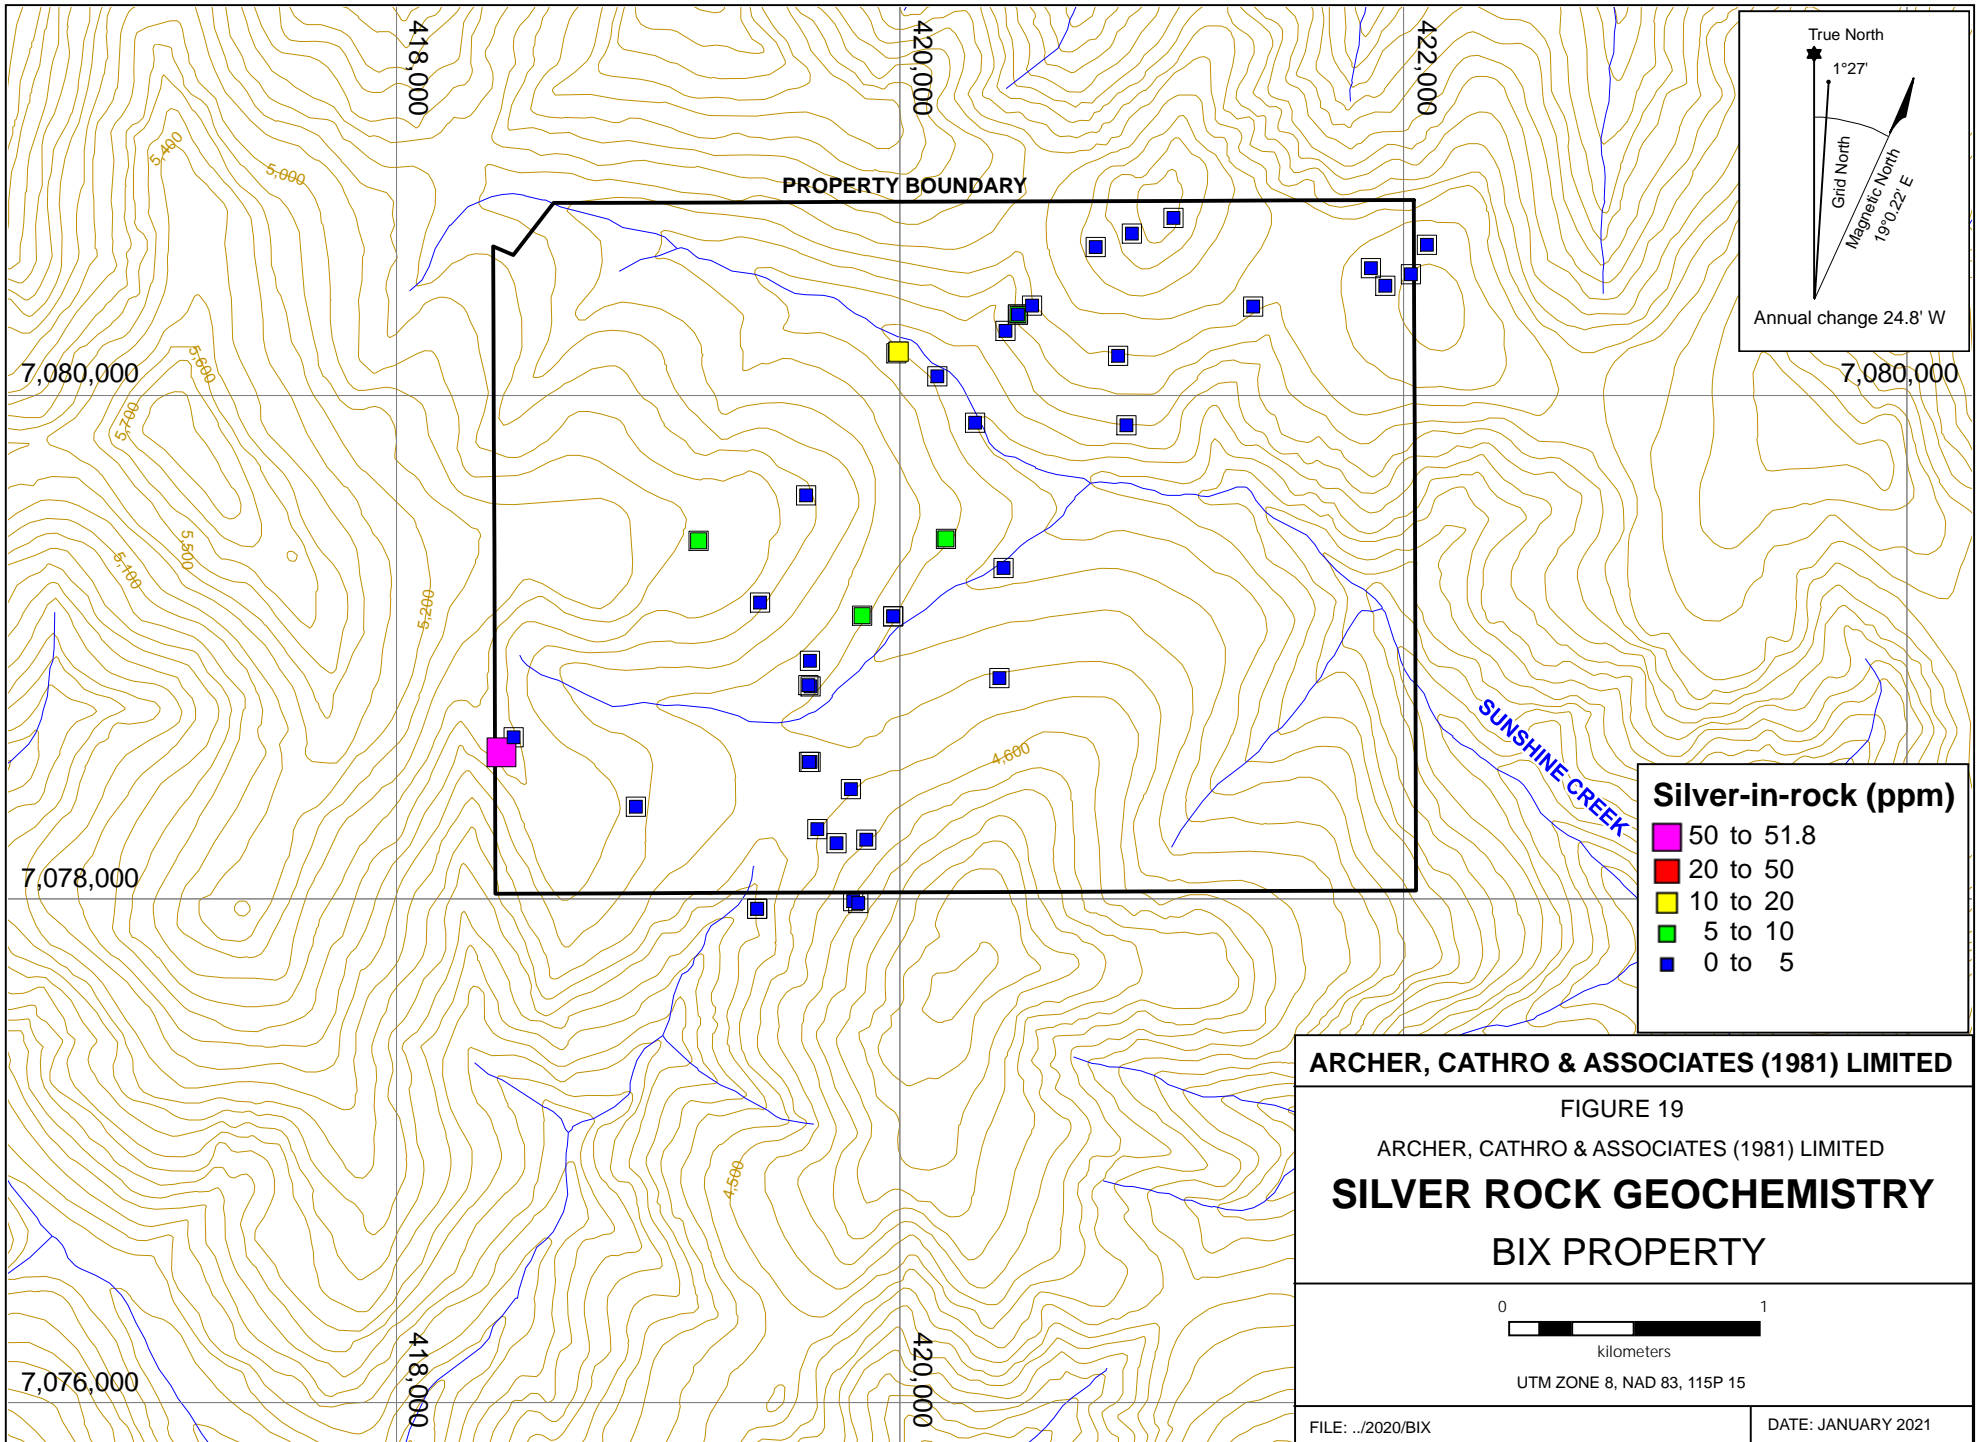 418,000
420,000
422,000
True North
1°27'
Grid North
Magnetic North
19°0.22' E
Annual change 24.8' W
5,400
5,000
PROPERTY BOUNDARY
7,080,000
7,080,000
5,600
5,700
5,500
5,100
5,200
4,600
SUNSHINE CREEK
Silver-in-rock (ppm)
50 to 51.8
20 to 50
10 to 20
5 to 10
0 to 5
7,078,000
4,500
ARCHER, CATHRO & ASSOCIATES (1981) LIMITED
FIGURE 19
ARCHER, CATHRO & ASSOCIATES (1981) LIMITED
SILVER ROCK GEOCHEMISTRY
BIX PROPERTY
0 1
kilometers
UTM ZONE 8, NAD 83, 115P 15
FILE: ../2020/BIX
DATE: JANUARY 2021
7,076,000
418,000
420,000